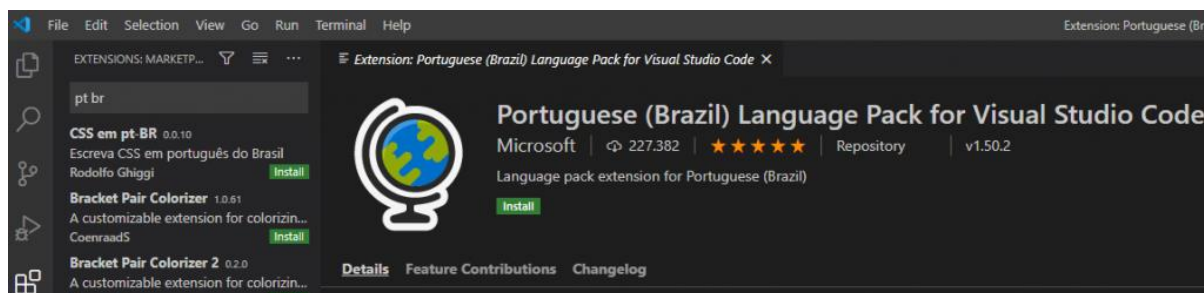 File Edit Selection View Go Run Terminal Help
Extension: Portuguese (Br
EXTENSIONS: MARKETP...
Extension: Portuguese (Brazil) Language Pack for Visual Studio Code
pt br
CSS em pt-BR 0.0.10
Escreva CSS em português do Brasil
Rodolfo Ghiggi Install
Bracket Pair Colorizer 1.0.61
A customizable extension for colorizin...
CoenraadS Install
Bracket Pair Colorizer 2 0.2.0
A customizable extension for colorizin...
Portuguese (Brazil) Language Pack for Visual Studio Code
Microsoft 227.382 Repository v1.50.2
Language pack extension for Portuguese (Brazil)
Install
Details Feature Contributions Changelog